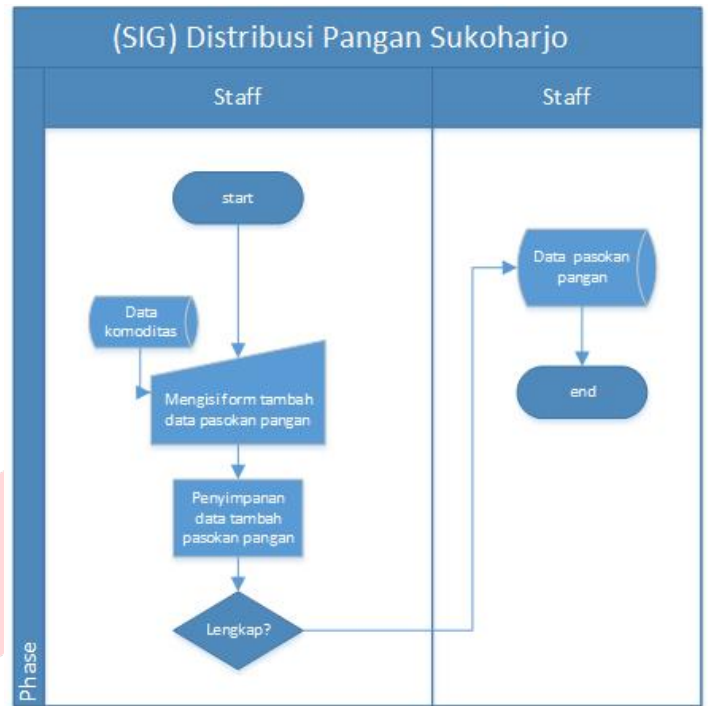 (SIG) Distribusi Pangan Sukoharjo
Staff
Staff
Phase
start
Data
komoditas
Mengisi form tambah
data pasokan pangan
Penyimpanan
data tambah
pasokan pangan
Lengkap?
Data pasokan
pangan
end